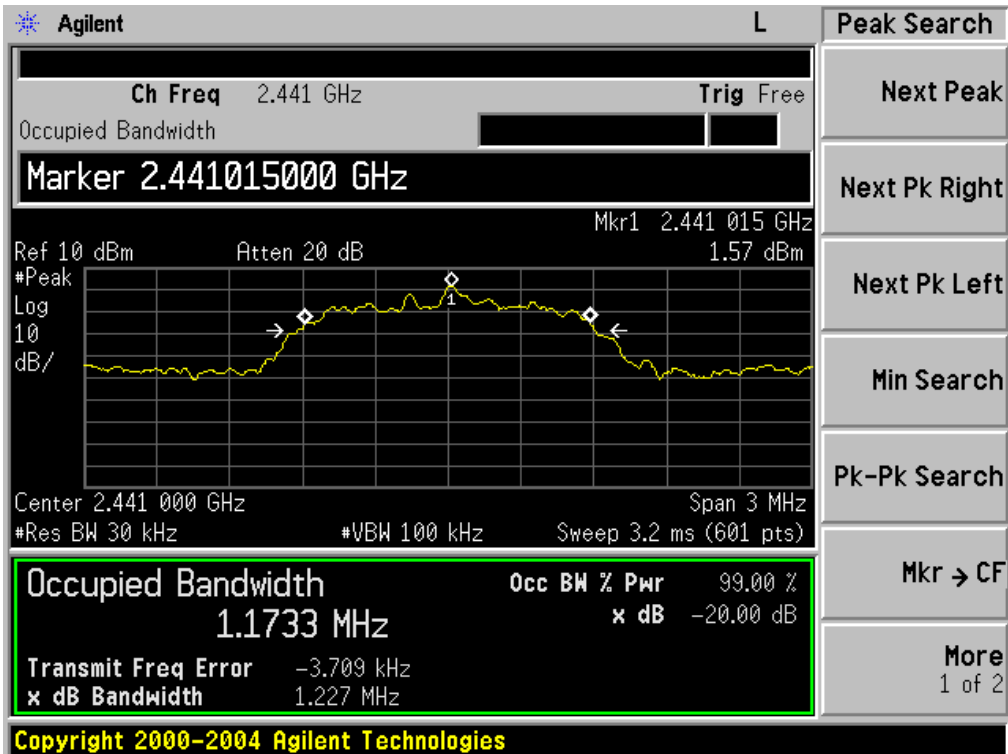 Agilent L Peak Search
Ch Freq 2.441 GHz Trig Free
Occupied Bandwidth
Marker 2.441015000 GHz
Mkr1 2.441 015 GHz
Ref 10 dBm Atten 20 dB 1.57 dBm
#Peak
Log
10
dB/
1
Center 2.441 000 GHz Span 3 MHz
#Res BW 30 kHz #VBW 100 kHz Sweep 3.2 ms (601 pts)
Occupied Bandwidth Occ BW % Pwr 99.00 %
1.1733 MHz x dB -20.00 dB
Transmit Freq Error -3.709 kHz
x dB Bandwidth 1.227 MHz
Next Peak
Next Pk Right
Next Pk Left
Min Search
Pk-Pk Search
Mkr → CF
More
1 of 2
Copyright 2000-2004 Agilent Technologies